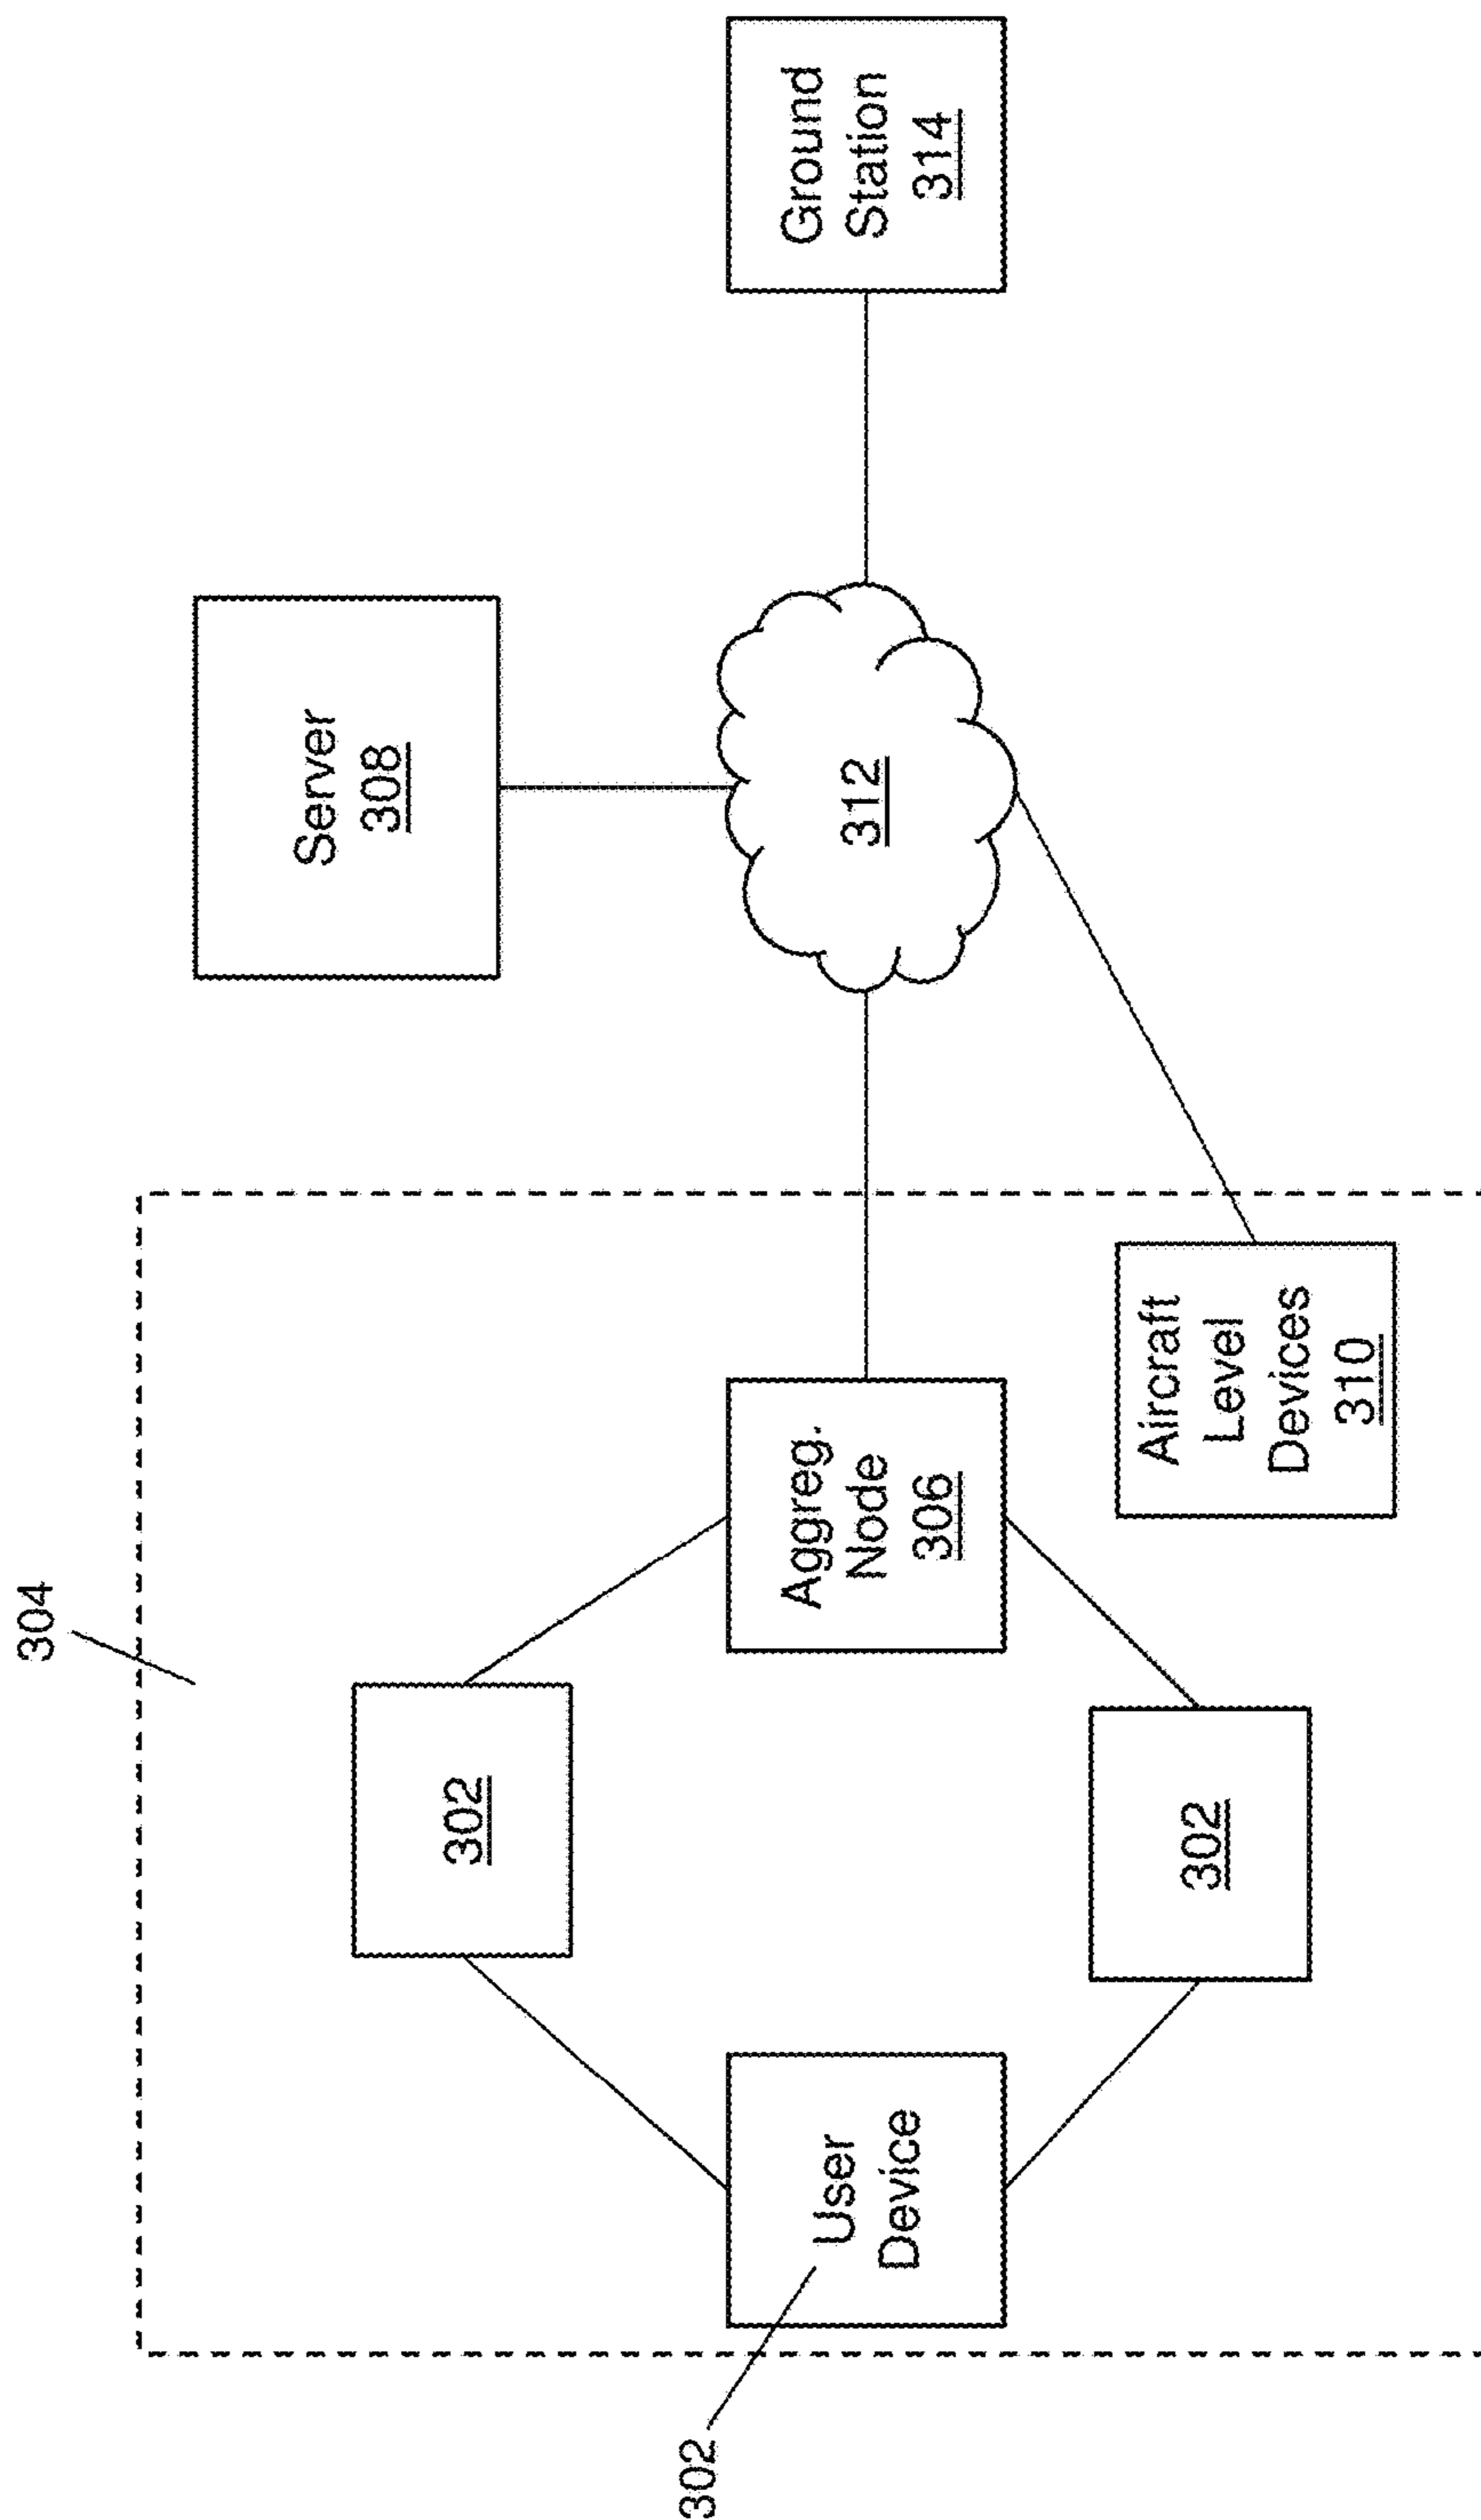 304
302
User
Device
302
302
Aggreg.
Node
306
Aircraft
Level
Devices
310
Server
308
312
Ground
Station
314